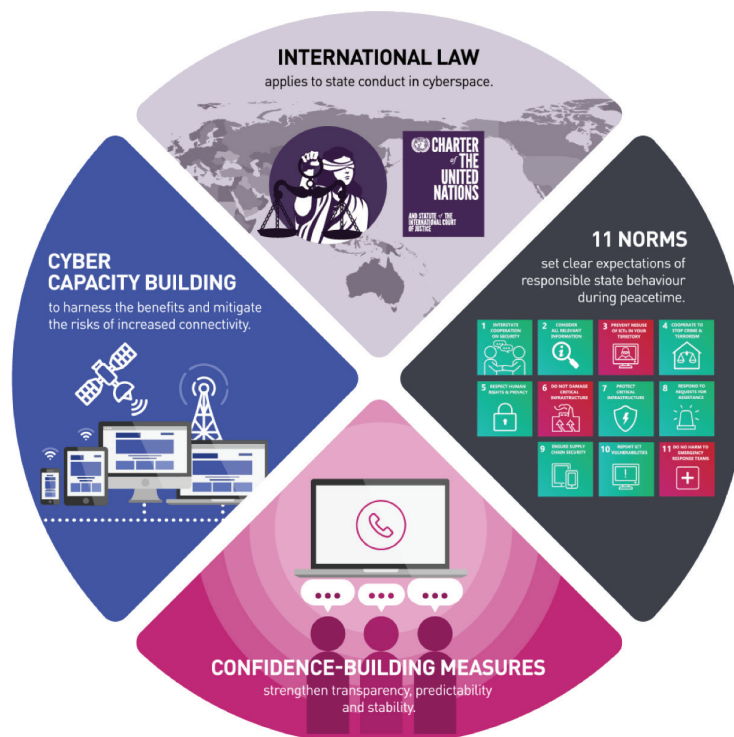 INTERNATIONAL LAW
applies to state conduct in cyberspace.
CHARTER
of THE
UNITED
NATIONS
AND STATUTE of THE
INTERNATIONAL COURT
OF JUSTICE
CYBER
CAPACITY BUILDING
to harness the benefits and mitigate
the risks of increased connectivity.
11 NORMS
set clear expectations of
responsible state behaviour
during peacetime.
1 INTERSTATE
COOPERATION
ON SECURITY
2 CONSIDER
ALL RELEVANT
INFORMATION
3 PREVENT MISUSE
OF ICTs IN YOUR
TERRITORY
4 COOPERATE TO
STOP CRIME &
TERRORISM
5 RESPECT HUMAN
RIGHTS & PRIVACY
6 DO NOT DAMAGE
CRITICAL
INFRASTRUCTURE
7 PROTECT
CRITICAL
INFRASTRUCTURE
8 RESPOND TO
REQUESTS FOR
ASSISTANCE
9 ENSURE SUPPLY
CHAIN SECURITY
10 REPORT ICT
VULNERABILITIES
11 DO NO HARM TO
EMERGENCY
RESPONSE TEAMS
CONFIDENCE-BUILDING MEASURES
strengthen transparency, predictability
and stability.